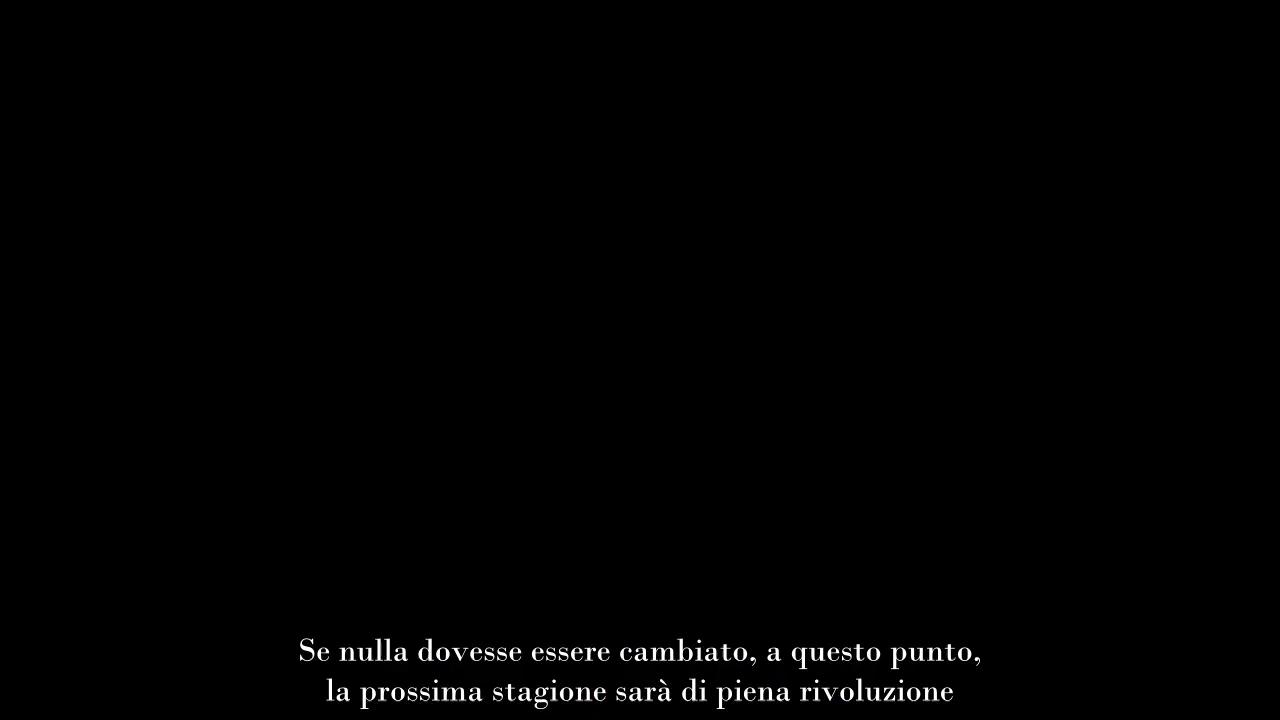 Se nulla dovesse essere cambiato, a questo punto,
la prossima stagione sarà di piena rivoluzione